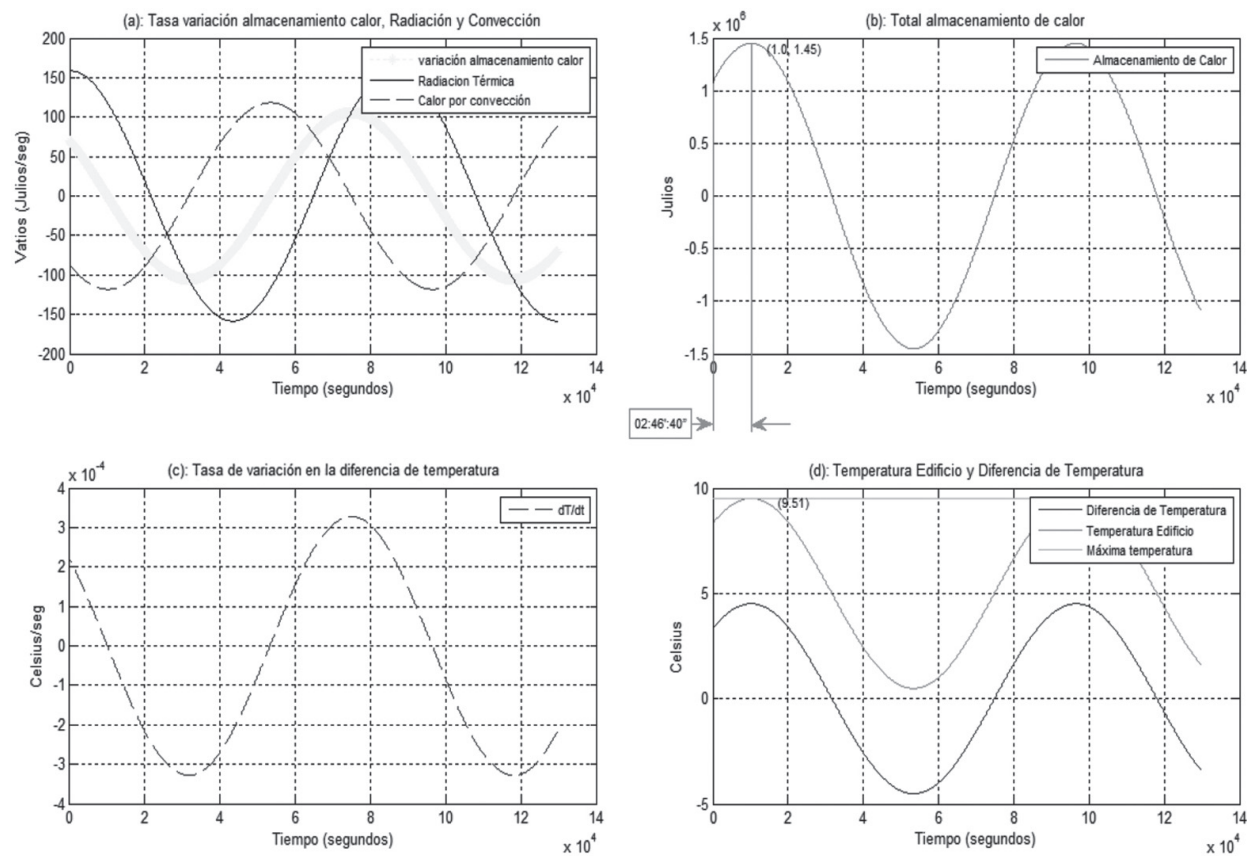 (a): Tasa variación almacenamiento calor, Radiación y Convección
200
150
100
50
0
-50
-100
-150
-200
Vatios (Julios/seg)
variación almacenamiento calor
Radiacion Térmica
Calor por convección
0 2 4 6 8 10 12 14
Tiempo (segundos)
x 10^4
(b): Total almacenamiento de calor
x 10^6
1.5
1
0.5
0
-0.5
-1
-1.5
Julios
(1.0, 1.45)
Almacenamiento de Calor
0 2 4 6 8 10 12 14
Tiempo (segundos)
x 10^4
02:46':40"
(c): Tasa de variación en la diferencia de temperatura
x 10^-4
4
3
2
1
0
-1
-2
-3
-4
Celsius/seg
dT/dt
0 2 4 6 8 10 12 14
Tiempo (segundos)
x 10^4
(d): Temperatura Edificio y Diferencia de Temperatura
10
5
0
-5
Celsius
(9.51)
Diferencia de Temperatura
Temperatura Edificio
Máxima temperatura
0 2 4 6 8 10 12 14
Tiempo (segundos)
x 10^4